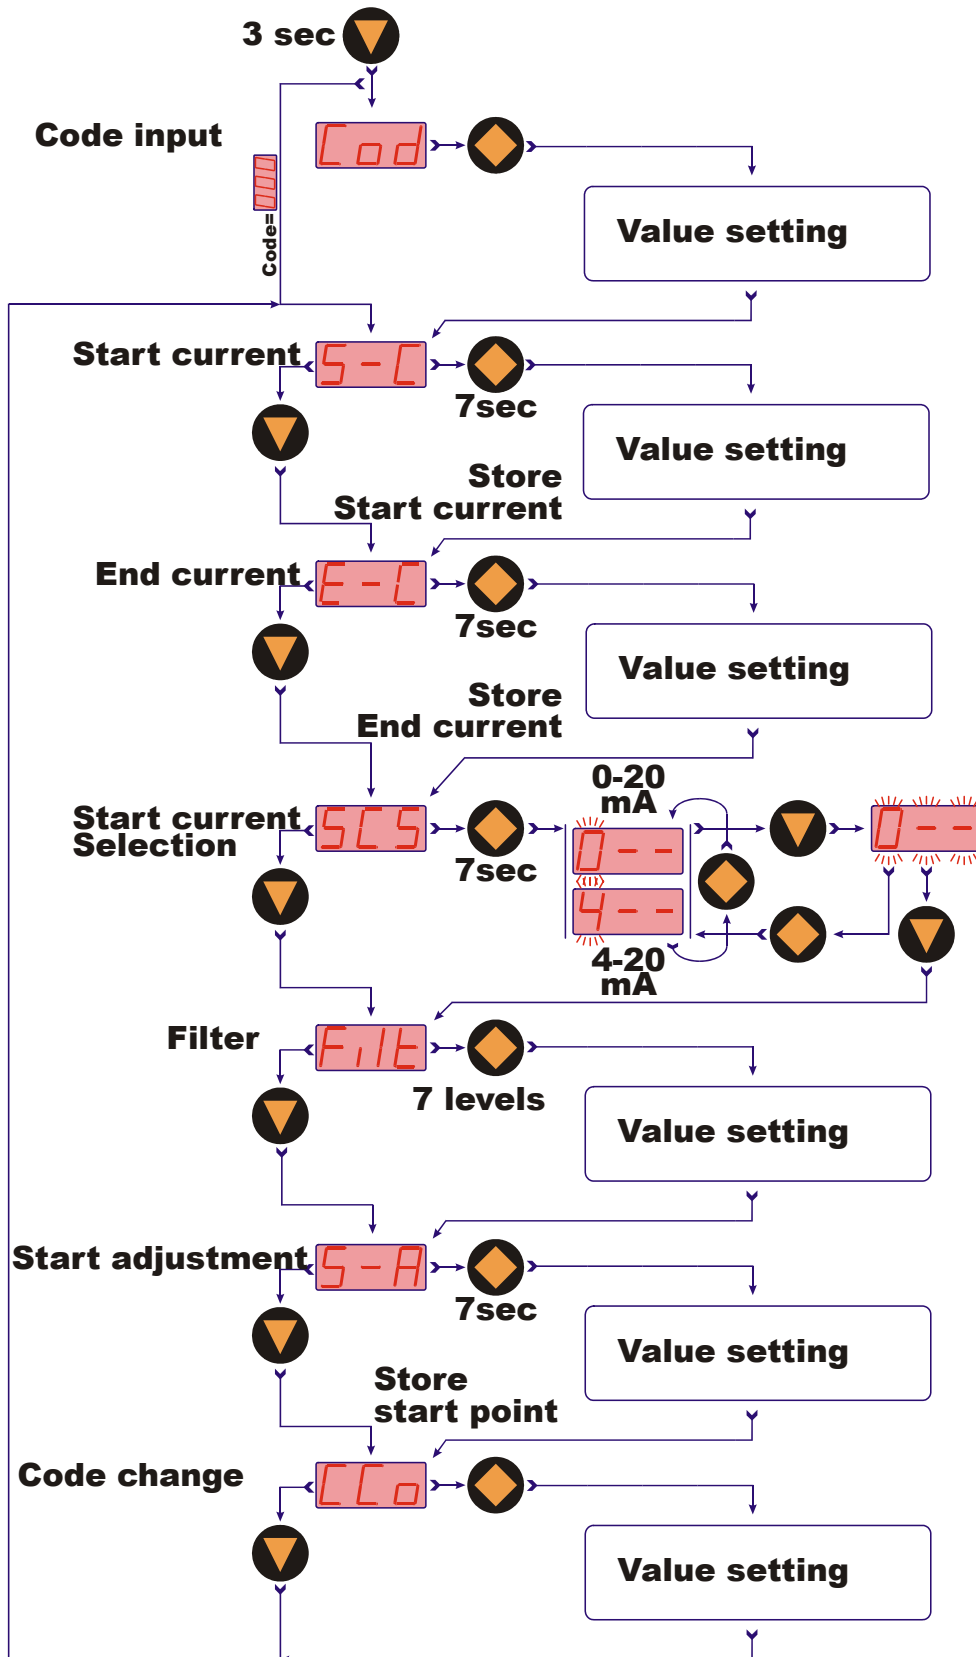 3 sec
Code input
Cod
Code=000
Value setting
Start current
S-C
7sec
Value setting
Store
Start current
End current
E-C
7sec
Value setting
Store
End current
0-20
mA
Start current
Selection
SCS
7sec
0--
0--
4--
4-20
mA
Filter
Filt
7 levels
Value setting
Start adjustment
S-A
7sec
Value setting
Store
start point
Code change
CCo
Value setting